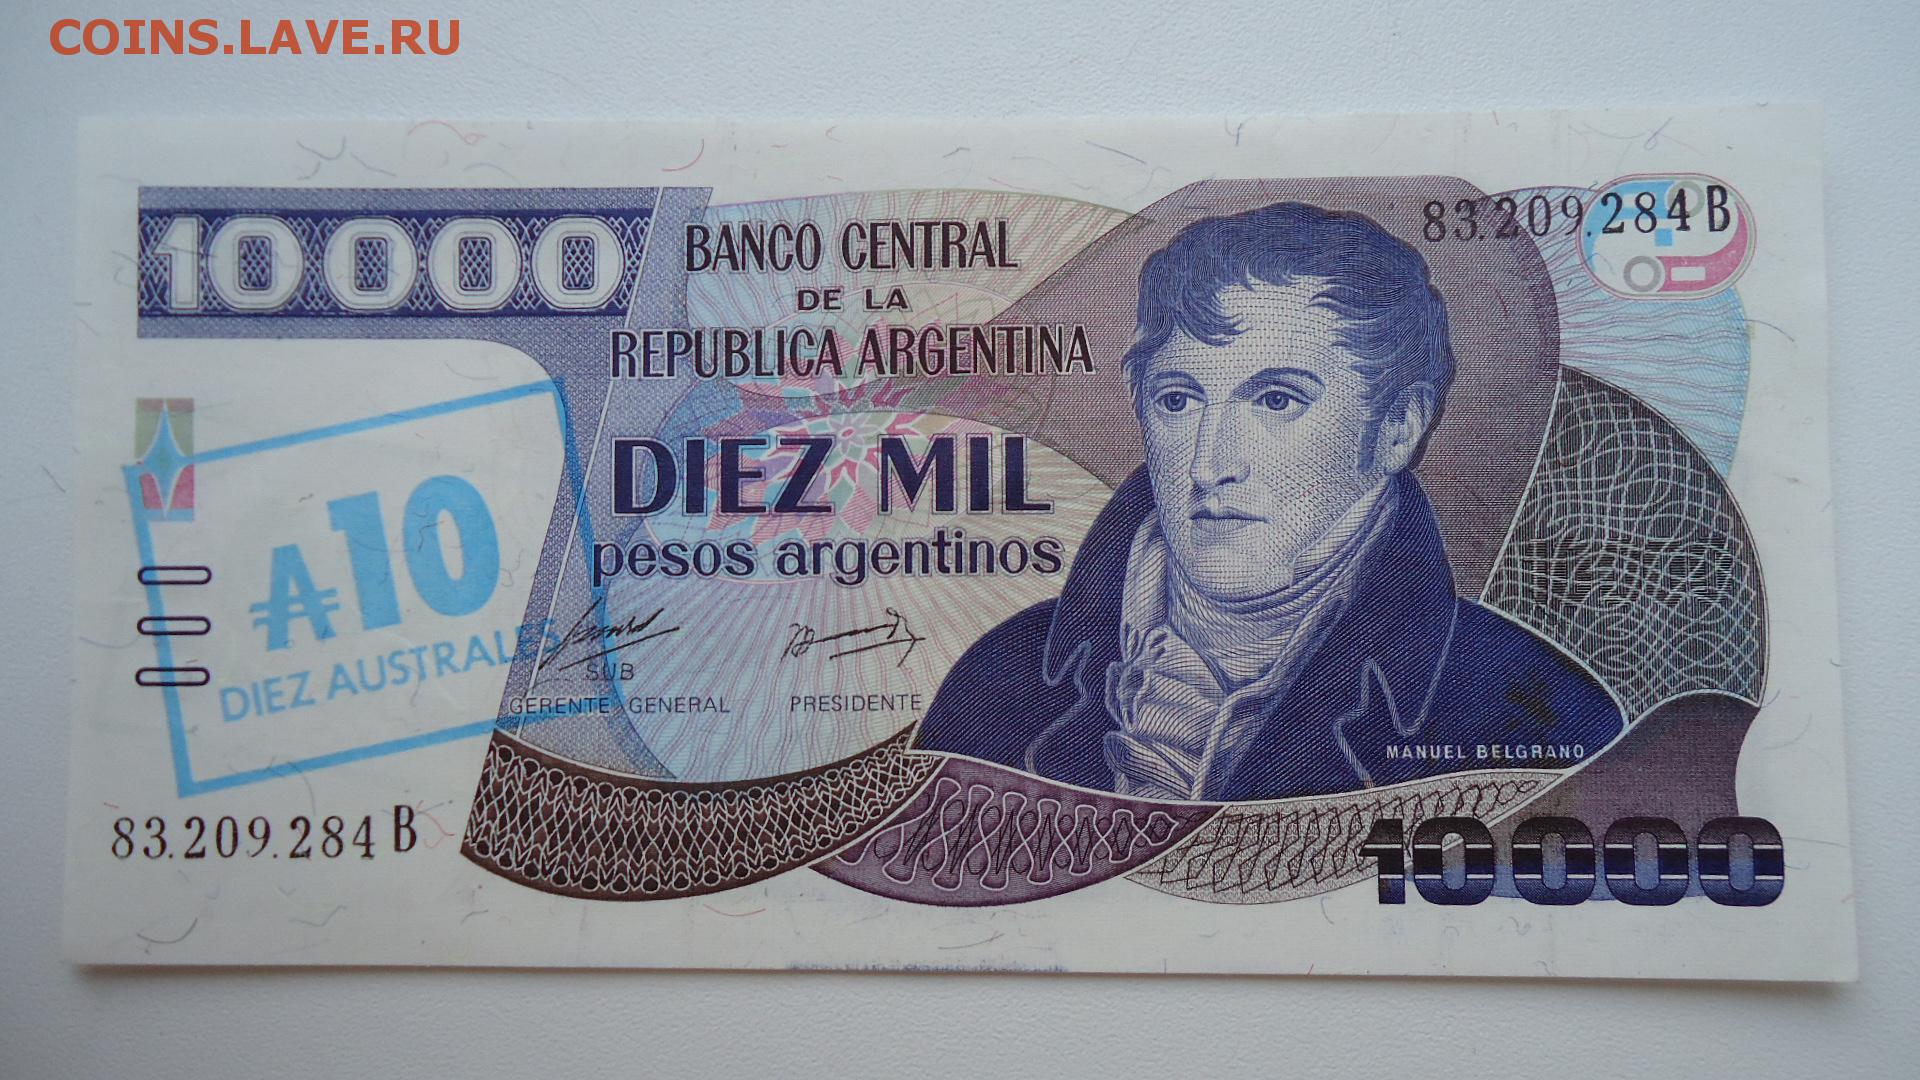 COINS.LAVE.RU
83.209.284 B
10000
BANCO CENTRAL
DE LA
REPUBLICA ARGENTINA
DIEZ MIL
pesos argentinos
₳10
DIEZ AUSTRALES
SUB
GERENTE GENERAL
PRESIDENTE
MANUEL BELGRANO
83.209.284 B
10000